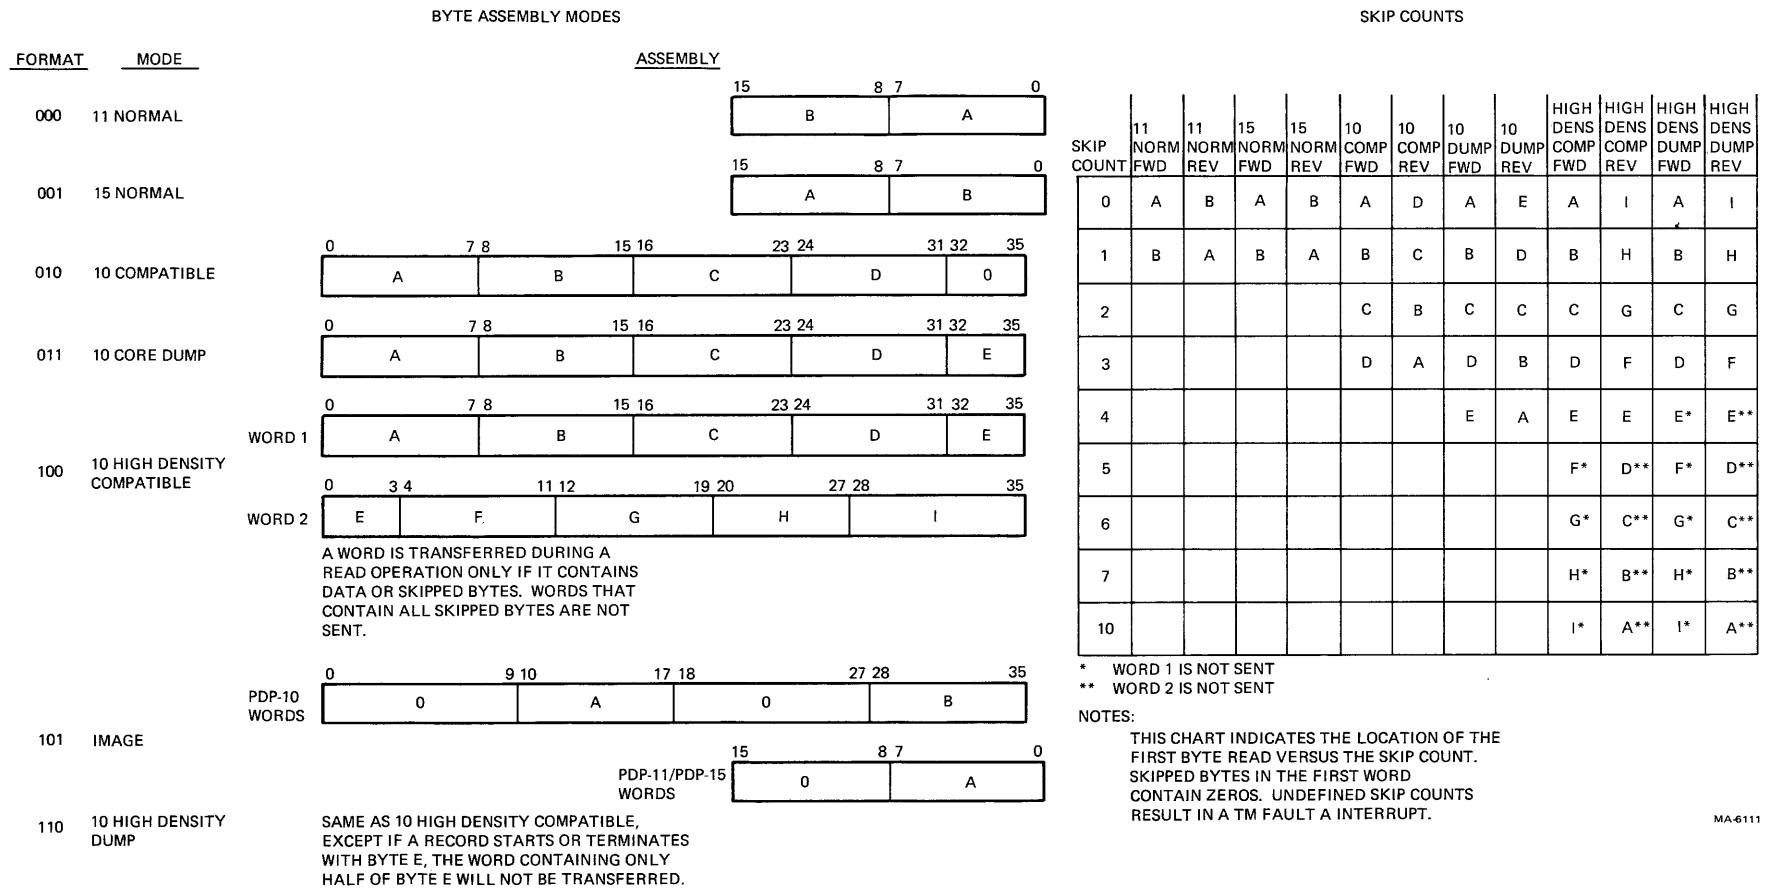 BYTE ASSEMBLY MODES
FORMAT MODE ASSEMBLY
15 8 7 0
000 11 NORMAL B A
15 8 7 0
001 15 NORMAL A B
0 7 8 15 16 23 24 31 32 35
010 10 COMPATIBLE A B C D 0
0 7 8 15 16 23 24 31 32 35
011 10 CORE DUMP A B C D E
0 7 8 15 16 23 24 31 32 35
WORD 1 A B C D E
100 10 HIGH DENSITY
COMPATIBLE
0 3 4 11 12 19 20 27 28 35
WORD 2 E F G H I
A WORD IS TRANSFERRED DURING A
READ OPERATION ONLY IF IT CONTAINS
DATA OR SKIPPED BYTES. WORDS THAT
CONTAIN ALL SKIPPED BYTES ARE NOT
SENT.
0 9 10 17 18 27 28 35
PDP-10
WORDS 0 A 0 B
101 IMAGE
15 8 7 0
PDP-11/PDP-15
WORDS 0 A
110 10 HIGH DENSITY
DUMP
SAME AS 10 HIGH DENSITY COMPATIBLE,
EXCEPT IF A RECORD STARTS OR TERMINATES
WITH BYTE E, THE WORD CONTAINING ONLY
HALF OF BYTE E WILL NOT BE TRANSFERRED.
SKIP COUNTS
SKIP
COUNT
11
NORM
FWD
11
NORM
REV
15
NORM
FWD
15
NORM
REV
10
COMP
FWD
10
COMP
REV
10
DUMP
FWD
10
DUMP
REV
HIGH
DENS
COMP
FWD
HIGH
DENS
COMP
REV
HIGH
DENS
DUMP
FWD
HIGH
DENS
DUMP
REV
0 A B A B A D A E A I A I
1 B A B A B C B D B H B H
2 C B C C C G C G
3 D A D B D F D F
4 E A E E E* E**
5 F* D** F* D**
6 G* C** G* C**
7 H* B** H* B**
10 I* A** I* A**
* WORD 1 IS NOT SENT
** WORD 2 IS NOT SENT
NOTES:
THIS CHART INDICATES THE LOCATION OF THE
FIRST BYTE READ VERSUS THE SKIP COUNT.
SKIPPED BYTES IN THE FIRST WORD
CONTAIN ZEROS. UNDEFINED SKIP COUNTS
RESULT IN A TM FAULT A INTERRUPT.
MA-6111